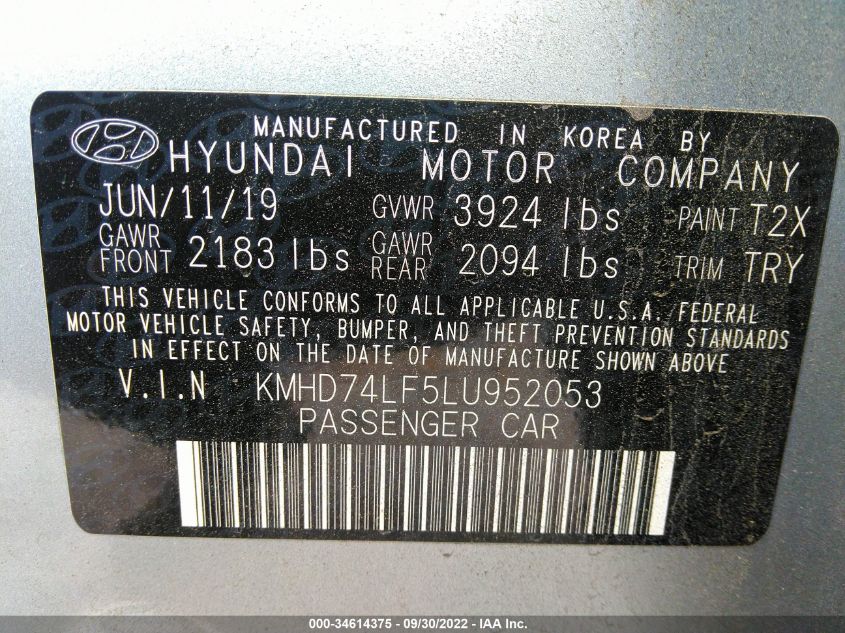 MANUFACTURED IN KOREA BY
HYUNDAI MOTOR COMPANY
JUN/11/19 GVWR 3924 lbs PAINT T2X
GAWR FRONT 2183 lbs GAWR REAR 2094 lbs TRIM TRY
THIS VEHICLE CONFORMS TO ALL APPLICABLE U.S.A. FEDERAL
MOTOR VEHICLE SAFETY, BUMPER, AND THEFT PREVENTION STANDARDS
IN EFFECT ON THE DATE OF MANUFACTURE SHOWN ABOVE
V.I.N KMHD74LF5LU952053
PASSENGER CAR
000-34614375 - 09/30/2022 - IAA Inc.